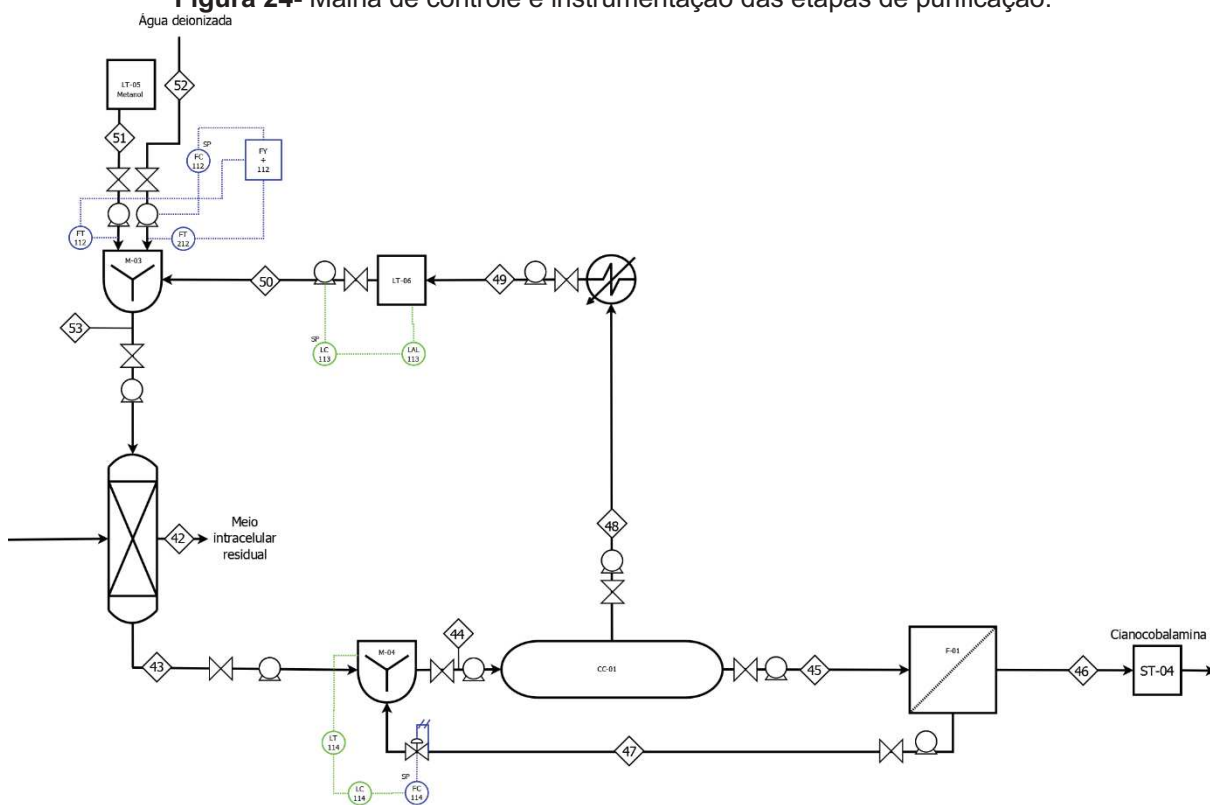 Figura 24- Malha de controle e instrumentação das etapas de purificação.
Água deionizada
LT-05
Metanol
52
51
SP
FC
112
FY
+
112
FT
112
FT
212
M-03
50
LT-06
49
53
SP
LC
113
LAL
113
48
42
Meio
intracelular
residual
44
Cianocobalamina
M-04
F-01
43
CC-01
45
46
ST-04
LT
114
47
SP
LC
114
FC
114